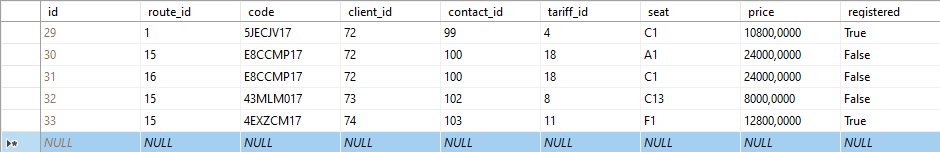 id route_id code client_id contact_id tariff_id seat price registered
29 1 5JECJV17 72 99 4 C1 10800,0000 True
30 15 E8CCMP17 72 100 18 A1 24000,0000 False
31 16 E8CCMP17 72 100 18 C1 24000,0000 False
32 15 43MLM017 73 102 8 C13 8000,0000 False
33 15 4EXZCM17 74 103 11 F1 12800,0000 True
NULL NULL NULL NULL NULL NULL NULL NULL NULL